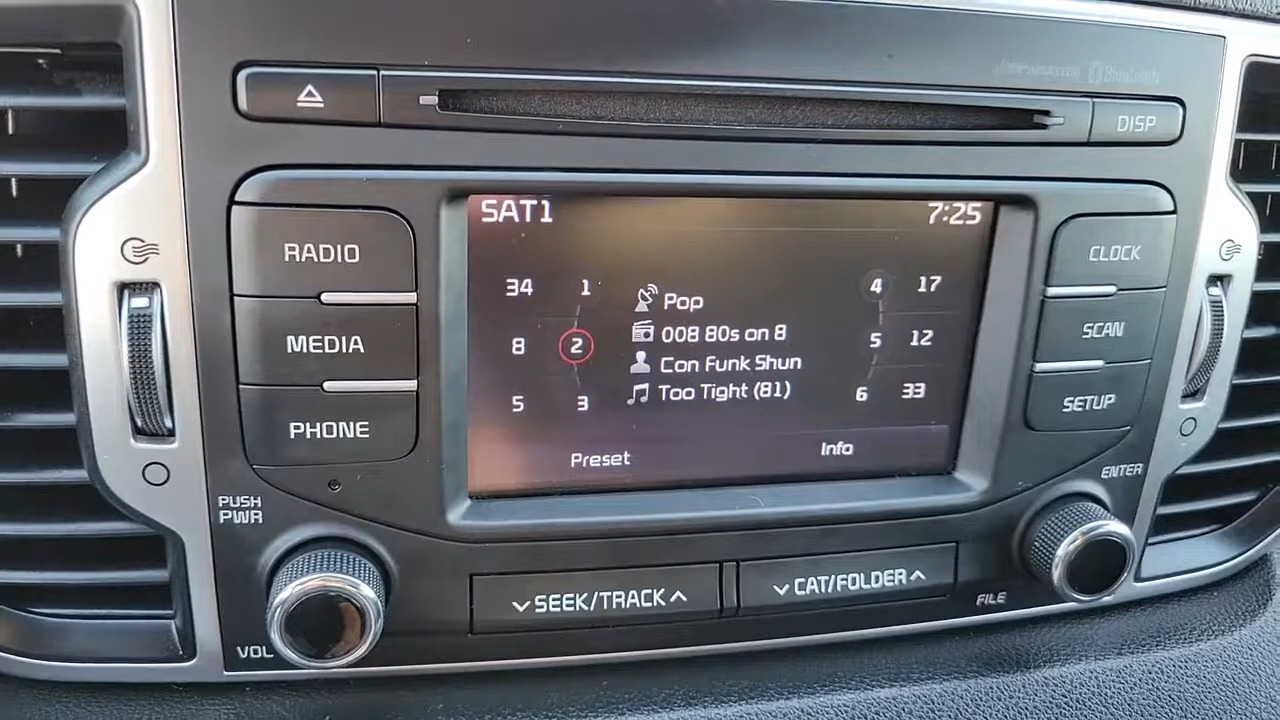 Bluetooth
DISP
RADIO
MEDIA
PHONE
SAT1
7:25
34 1
8 2
5 3
Pop
008 80s on 8
Con Funk Shun
Too Tight (81)
4 17
5 12
6 33
Preset
Info
CLOCK
SCAN
SETUP
PUSH
PWR
VOL
SEEK/TRACK
CAT/FOLDER
ENTER
FILE